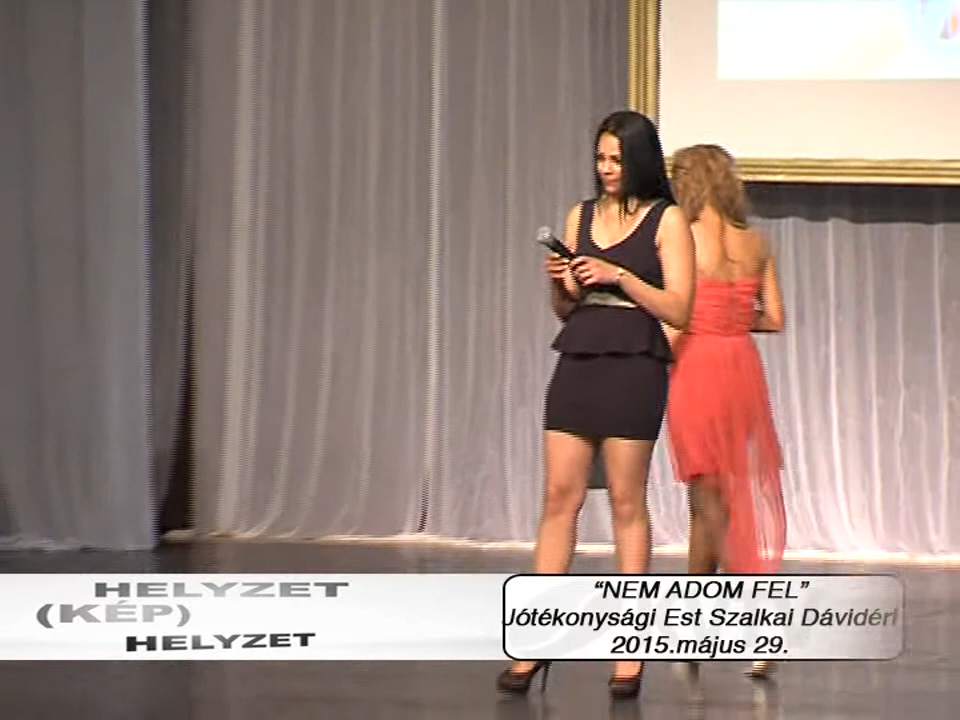 HELYZET
(KÉP)
HELYZET
“NEM ADOM FEL”
Jótékonysági Est Szalkai Dávidért
2015.május 29.